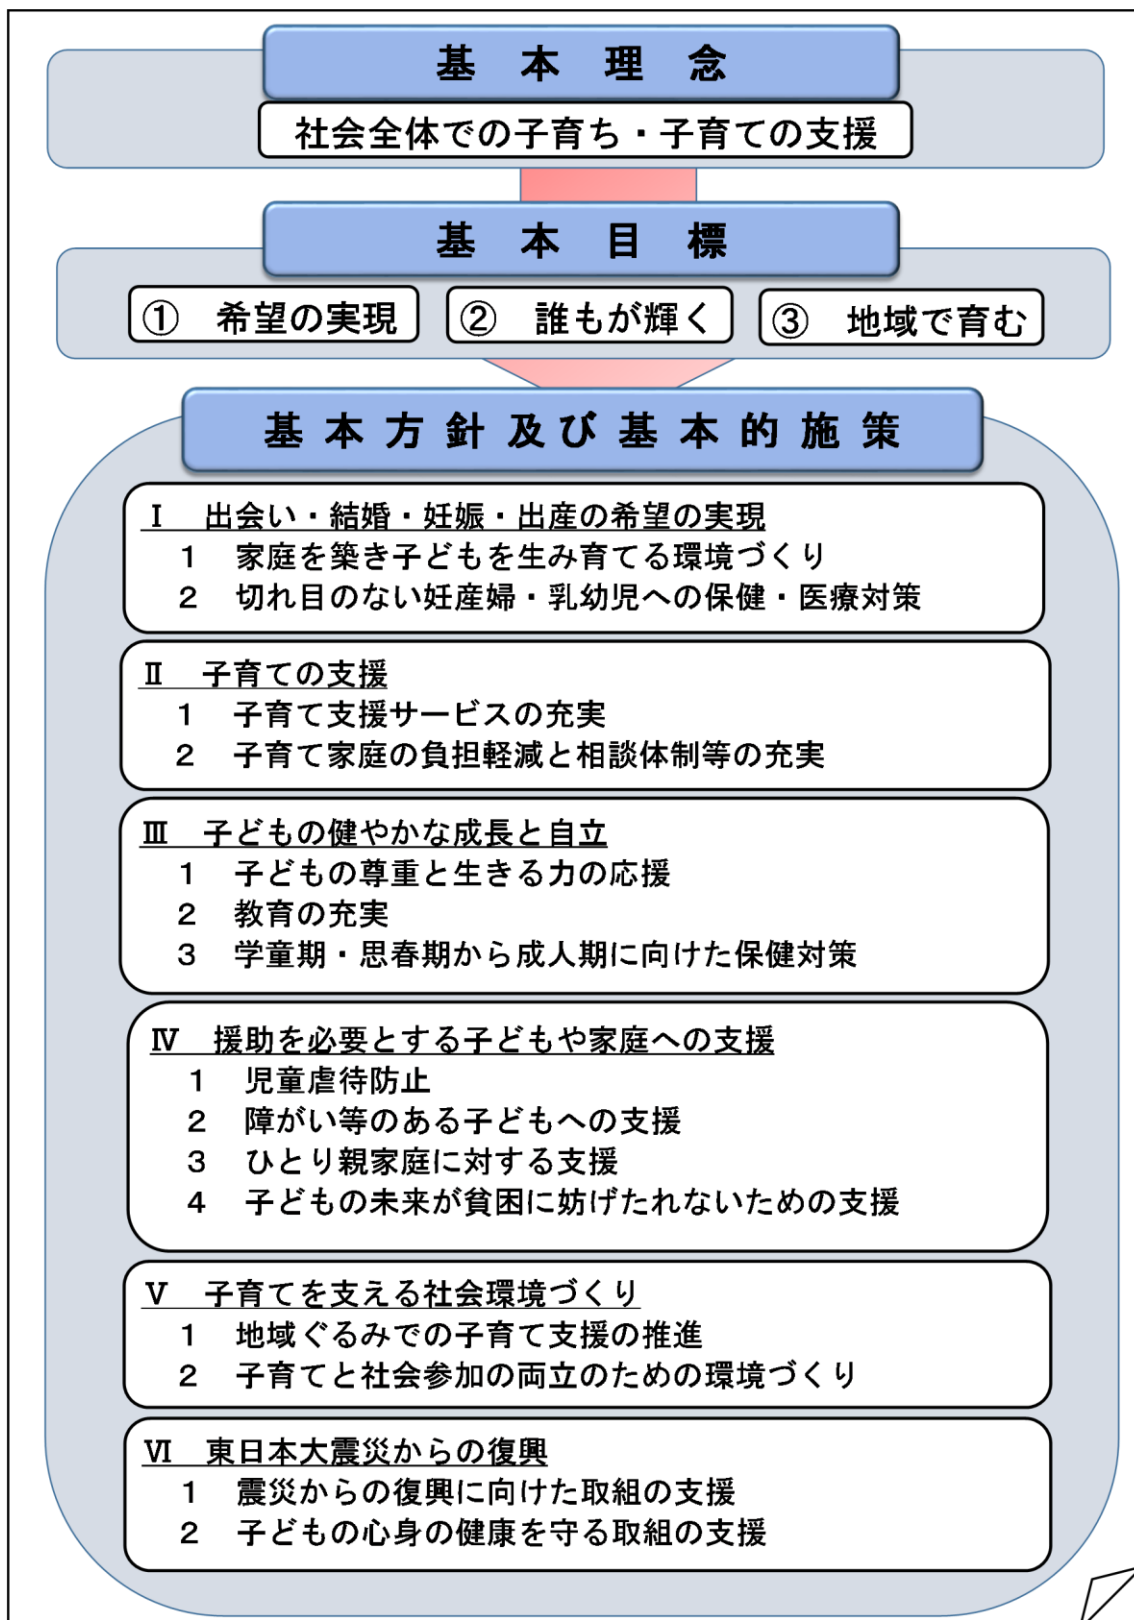 基本理念
社会全体での子育ち・子育ての支援
基本目標
① 希望の実現 ② 誰もが輝く ③ 地域で育む
基本方針及び基本的施策
Ⅰ 出会い・結婚・妊娠・出産の希望の実現
1 家庭を築き子どもを生み育てる環境づくり
2 切れ目のない妊産婦・乳幼児への保健・医療対策
Ⅱ 子育ての支援
1 子育て支援サービスの充実
2 子育て家庭の負担軽減と相談体制等の充実
Ⅲ 子どもの健やかな成長と自立
1 子どもの尊重と生きる力の応援
2 教育の充実
3 学童期・思春期から成人期に向けた保健対策
Ⅳ 援助を必要とする子どもや家庭への支援
1 児童虐待防止
2 障がい等のある子どもへの支援
3 ひとり親家庭に対する支援
4 子どもの未来が貧困に妨げたれないための支援
Ⅴ 子育てを支える社会環境づくり
1 地域ぐるみでの子育て支援の推進
2 子育てと社会参加の両立のための環境づくり
Ⅵ 東日本大震災からの復興
1 震災からの復興に向けた取組の支援
2 子どもの心身の健康を守る取組の支援